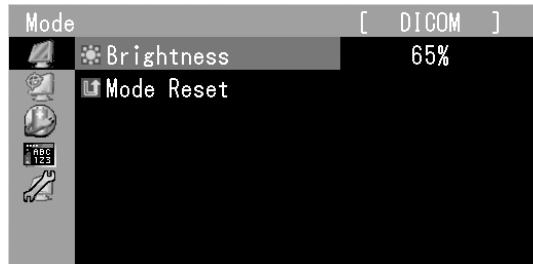 Mode [ DICOM ]
Brightness 65%
Mode Reset
ABC
123